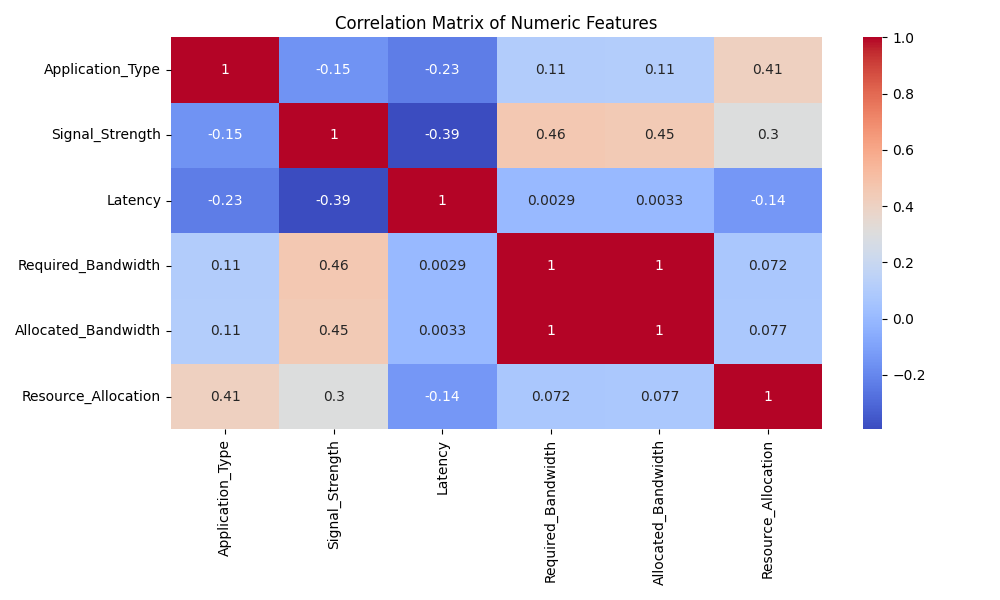 Correlation Matrix of Numeric Features
Application_Type 1 -0.15 -0.23 0.11 0.11 0.41
Signal_Strength -0.15 1 -0.39 0.46 0.45 0.3
Latency -0.23 -0.39 1 0.0029 0.0033 -0.14
Required_Bandwidth 0.11 0.46 0.0029 1 1 0.072
Allocated_Bandwidth 0.11 0.45 0.0033 1 1 0.077
Resource_Allocation 0.41 0.3 -0.14 0.072 0.077 1
Application_Type
Signal_Strength
Latency
Required_Bandwidth
Allocated_Bandwidth
Resource_Allocation
1.0
0.8
0.6
0.4
0.2
0.0
−0.2